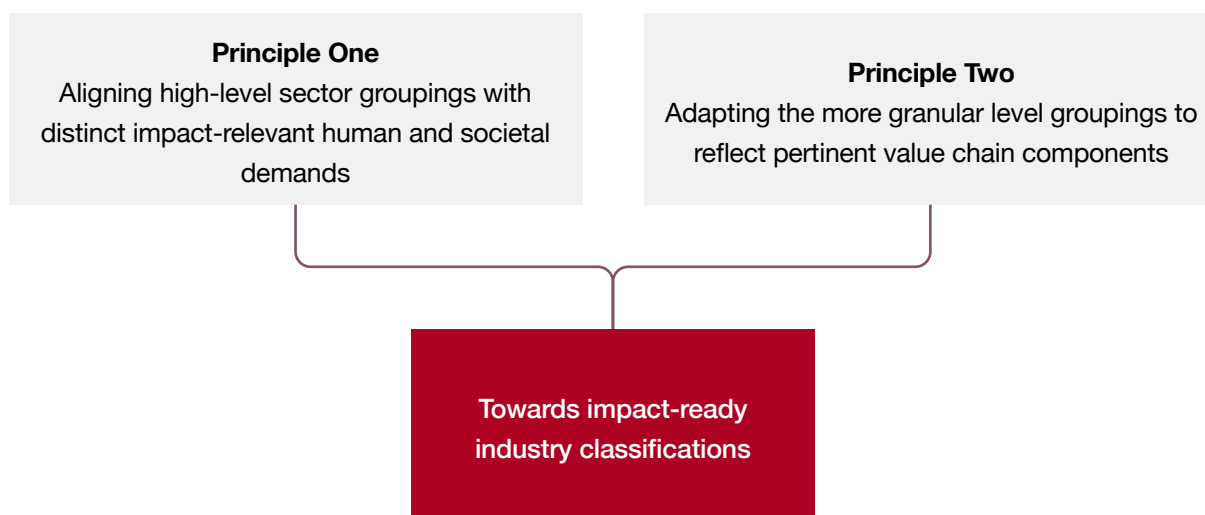 Principle One
Aligning high-level sector groupings with
distinct impact-relevant human and societal
demands
Principle Two
Adapting the more granular level groupings to
reflect pertinent value chain components
Towards impact-ready
industry classifications